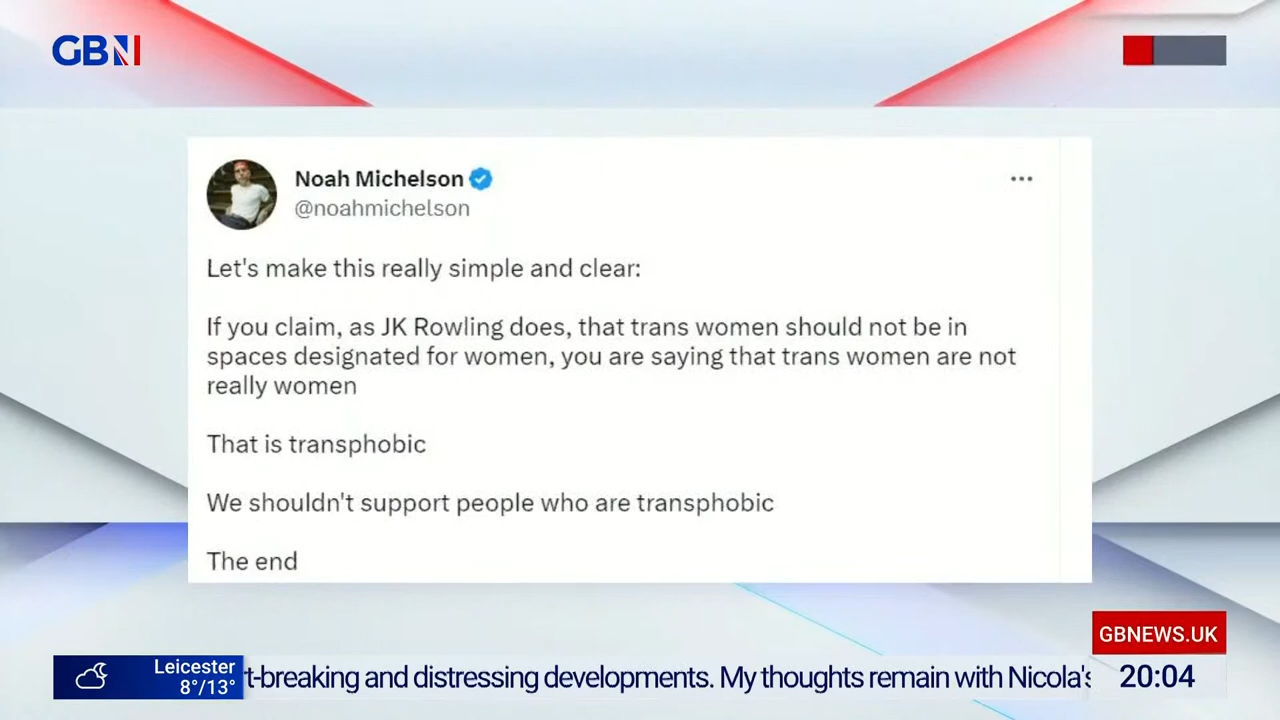 GBN
Noah Michelson
@noahmichelson
Let's make this really simple and clear:
If you claim, as JK Rowling does, that trans women should not be in
spaces designated for women, you are saying that trans women are not
really women
That is transphobic
We shouldn't support people who are transphobic
The end
GBNEWS.UK
Leicester
8°/13°
t-breaking and distressing developments. My thoughts remain with Nicola's
20:04